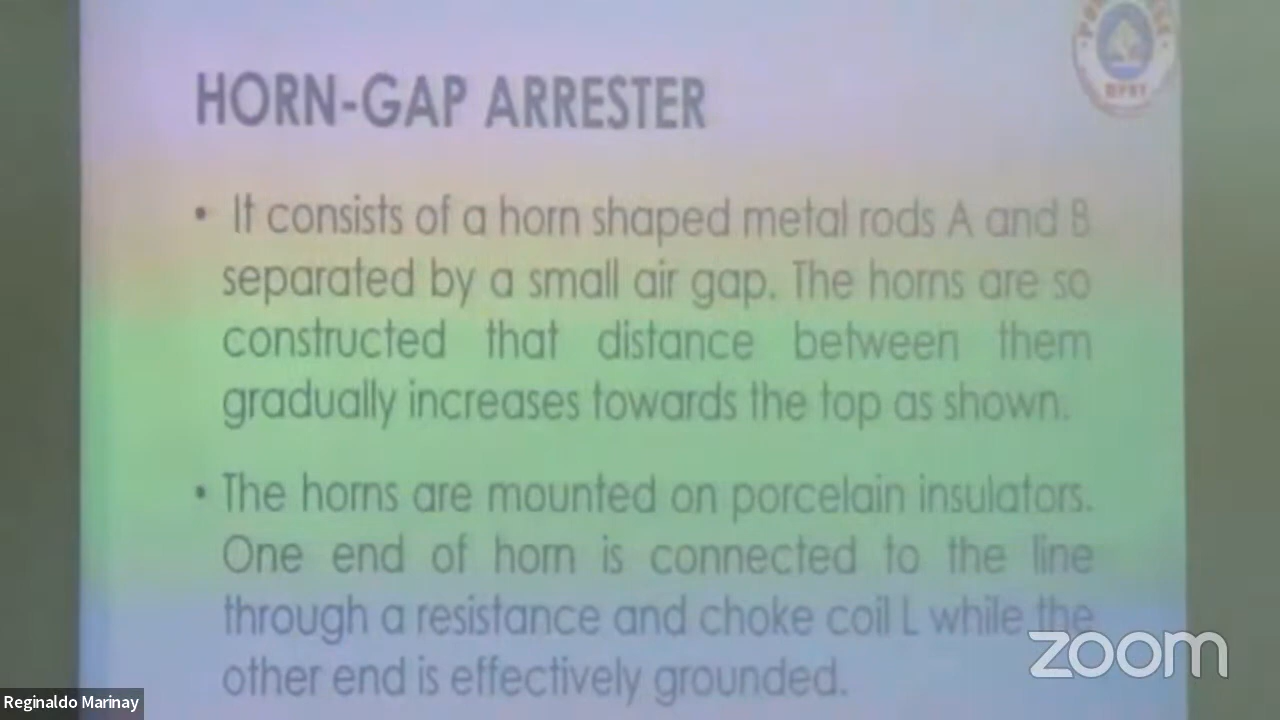 HORN-GAP ARRESTER
• It consists of a horn shaped metal rods A and B
separated by a small air gap. The horns are so
constructed that distance between them
gradually increases towards the top as shown.
• The horns are mounted on porcelain insulators.
One end of horn is connected to the line
through a resistance and choke coil L while the
other end is effectively grounded.
zoom
Reginaldo Marinay